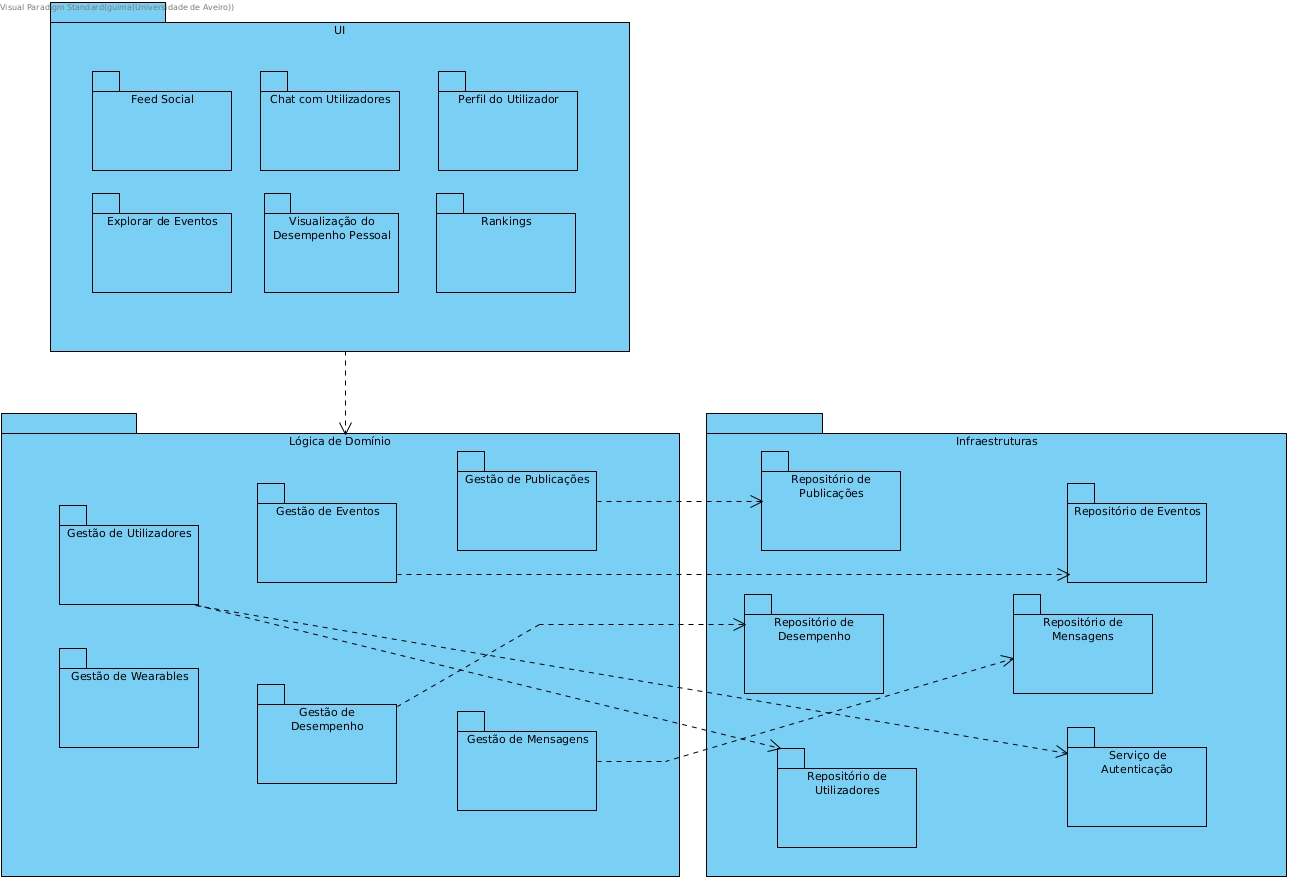 Visual Paradigm Standard(guima(Universidade de Aveiro))
UI
Feed Social
Chat com Utilizadores
Perfil do Utilizador
Explorar de Eventos
Visualização do
Desempenho Pessoal
Rankings
Lógica de Domínio
Gestão de Publicações
Gestão de Eventos
Gestão de Utilizadores
Gestão de Wearables
Gestão de
Desempenho
Gestão de Mensagens
Infraestruturas
Repositório de
Publicações
Repositório de Eventos
Repositório de
Desempenho
Repositório de
Mensagens
Serviço de
Autenticação
Repositório de
Utilizadores